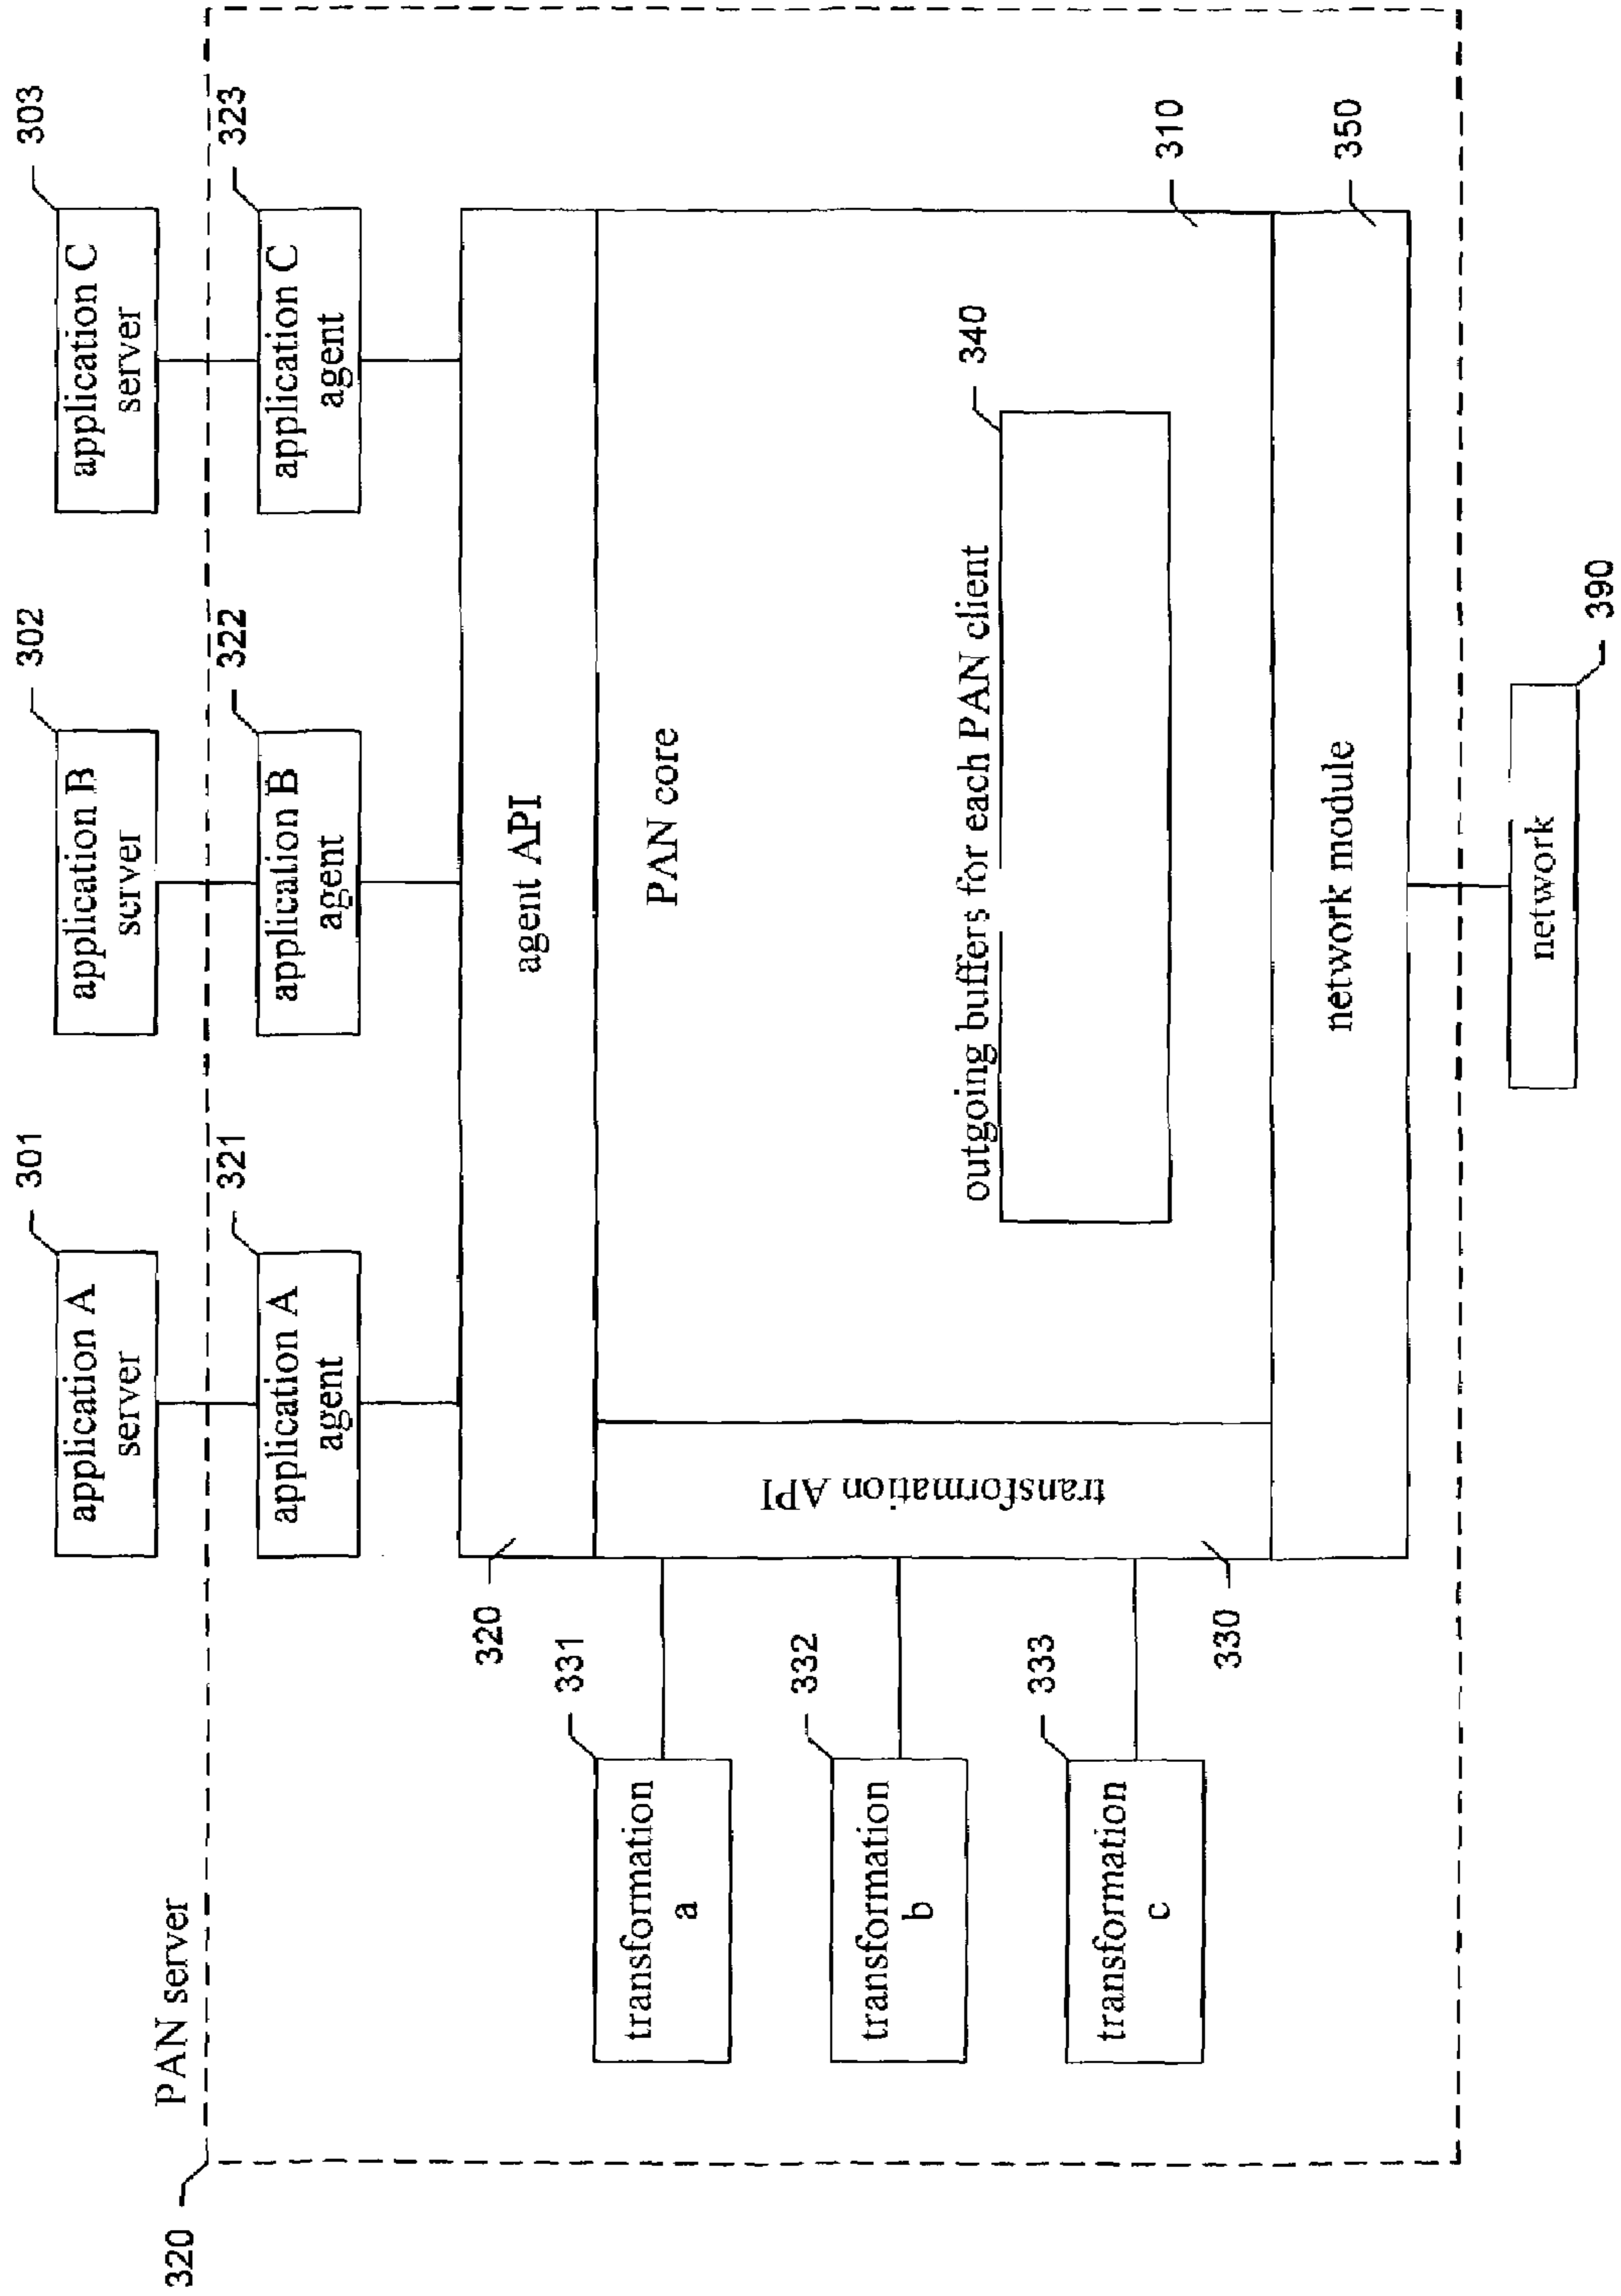 301
302
303
application A
server
application B
server
application C
server
320
PAN server
321
322
323
application A
agent
application B
agent
application C
agent
320
agent API
331
transformation
a
PAN core
332
transformation
b
transformation API
340
outgoing buffers for each PAN client
333
transformation
c
330
310
350
network module
network
390